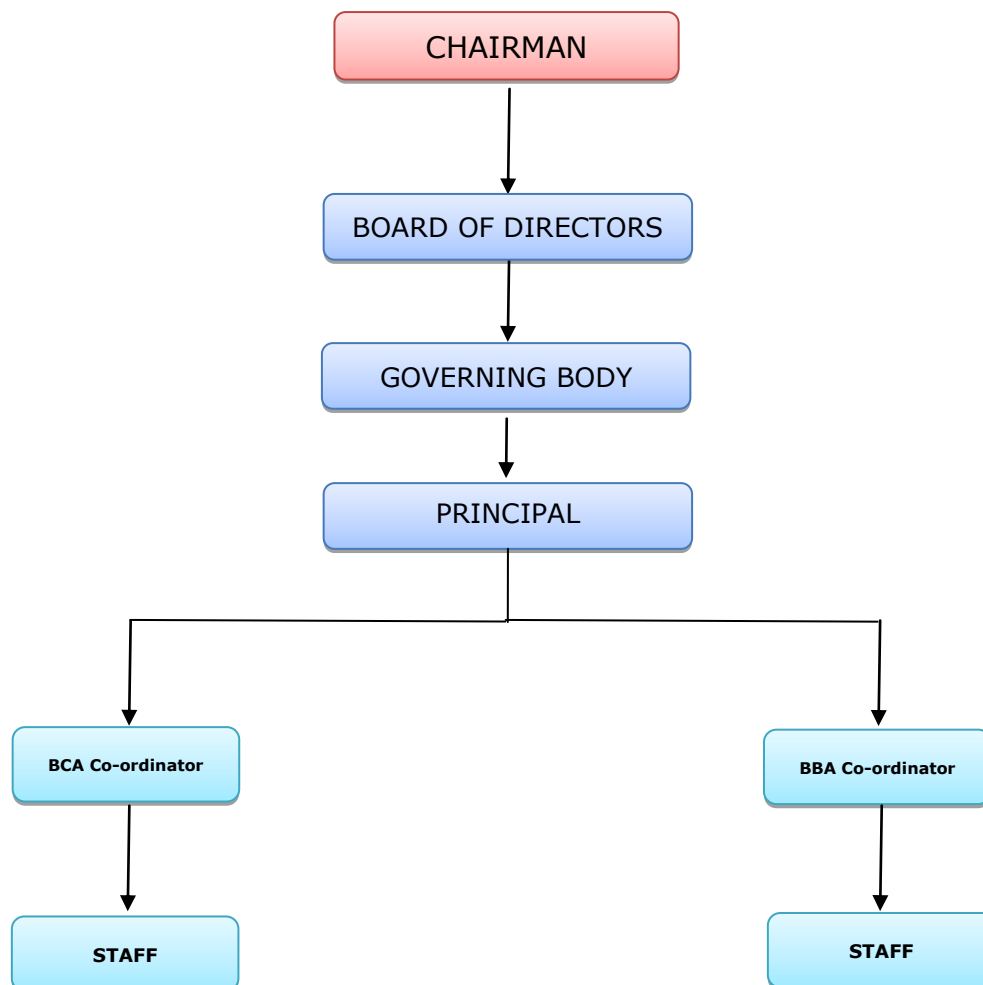 CHAIRMAN
BOARD OF DIRECTORS
GOVERNING BODY
PRINCIPAL
BCA Co-ordinator
BBA Co-ordinator
STAFF
STAFF